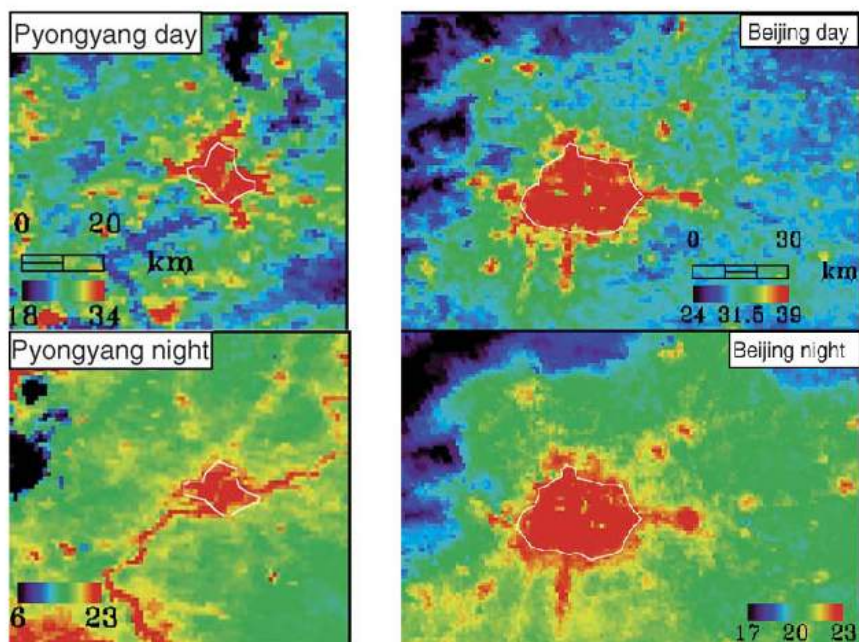 Pyongyang day
0 20
km
18 34
Beijing day
0 30
km
24 31.5 39
Pyongyang night
6 23
Beijing night
17 20 23